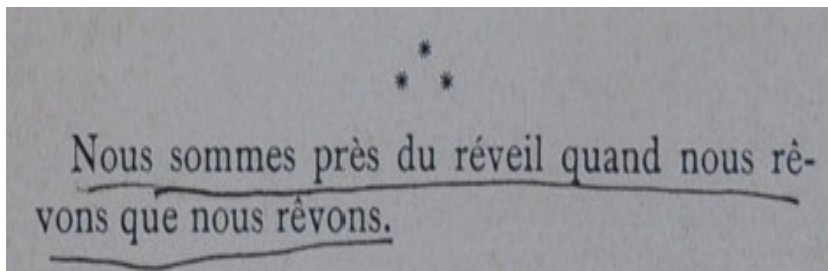 Nous sommes près du réveil quand nous rê-
vons que nous rêvons.